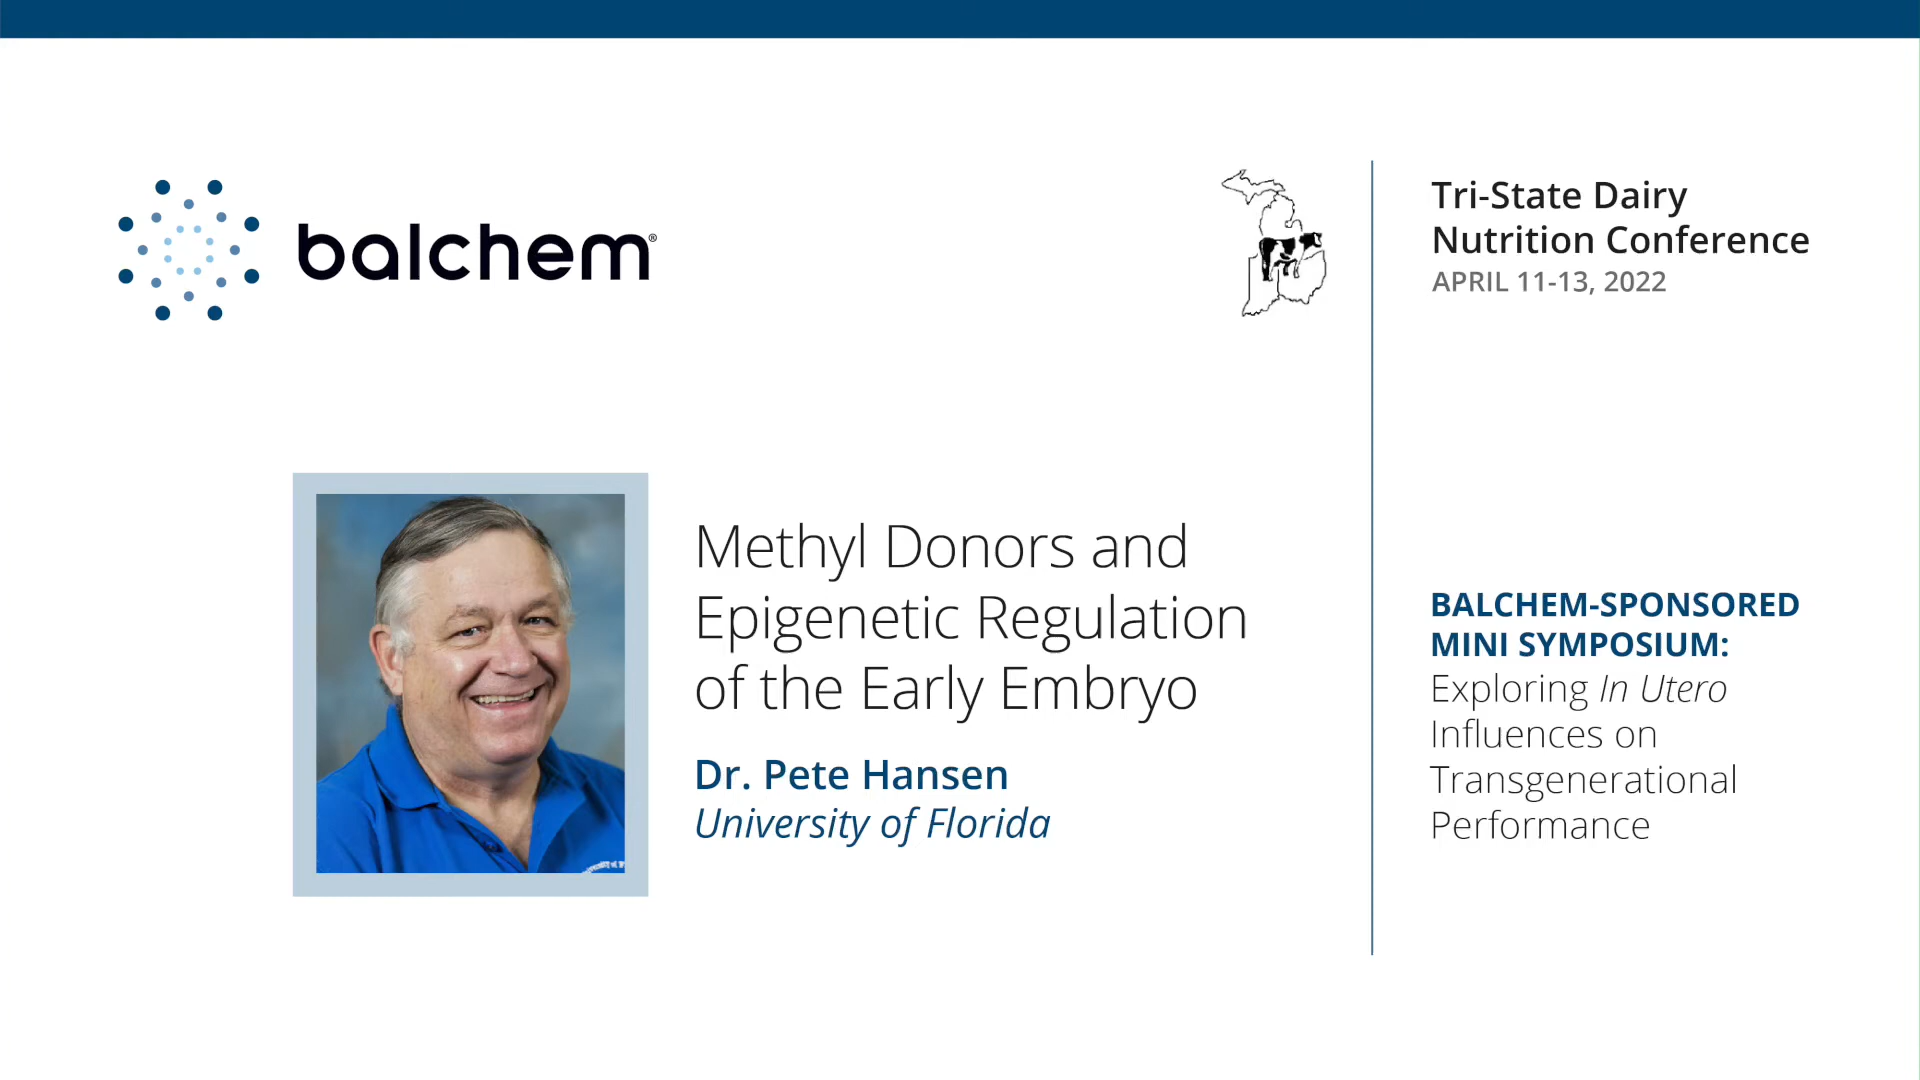 balchem®
Tri-State Dairy
Nutrition Conference
APRIL 11-13, 2022
Methyl Donors and
Epigenetic Regulation
of the Early Embryo
Dr. Pete Hansen
University of Florida
BALCHEM-SPONSORED
MINI SYMPOSIUM:
Exploring In Utero
Influences on
Transgenerational
Performance